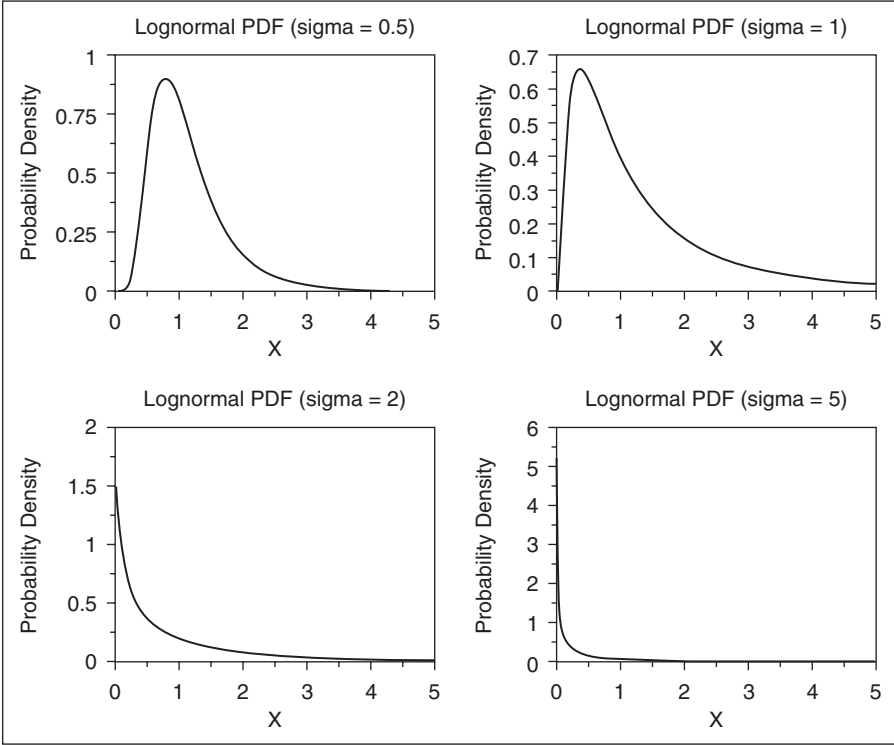 Lognormal PDF (sigma = 0.5)
Probability Density
1
0.75
0.5
0.25
0
0 1 2 3 4 5
X
Lognormal PDF (sigma = 1)
Probability Density
0.7
0.6
0.5
0.4
0.3
0.2
0.1
0
0 1 2 3 4 5
X
Lognormal PDF (sigma = 2)
Probability Density
2
1.5
1
0.5
0
0 1 2 3 4 5
X
Lognormal PDF (sigma = 5)
Probability Density
6
5
4
3
2
1
0
0 1 2 3 4 5
X